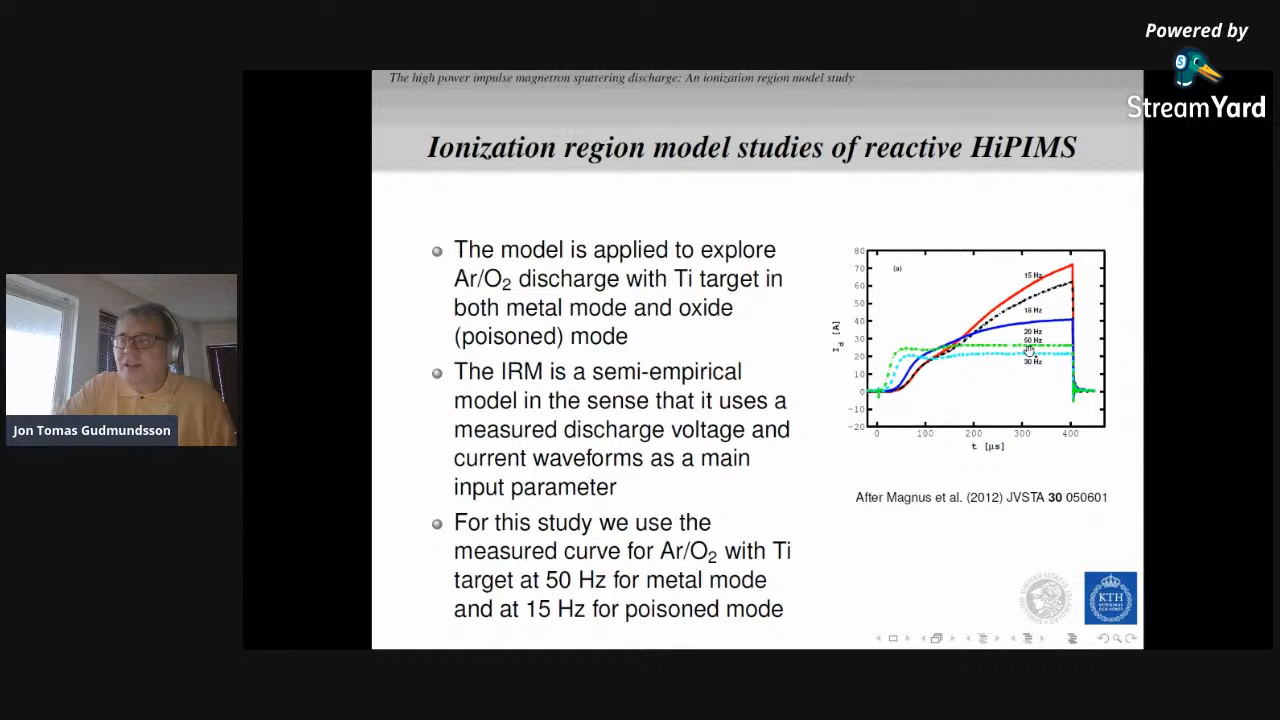 Powered by
StreamYard
The high power impulse magnetron sputtering discharge: An ionization region model study
Ionization region model studies of reactive HiPIMS
The model is applied to explore
Ar/O₂ discharge with Ti target in
both metal mode and oxide
(poisoned) mode
The IRM is a semi-empirical
model in the sense that it uses a
measured discharge voltage and
current waveforms as a main
input parameter
For this study we use the
measured curve for Ar/O₂ with Ti
target at 50 Hz for metal mode
and at 15 Hz for poisoned mode
80
70
60
50
40
30
20
10
0
-10
-20
I_d [A]
(a)
15 Hz
18 Hz
20 Hz
50 Hz
30 Hz
0 100 200 300 400
t [µs]
After Magnus et al. (2012) JVSTA 30 050601
KTH
Jon Tomas Gudmundsson